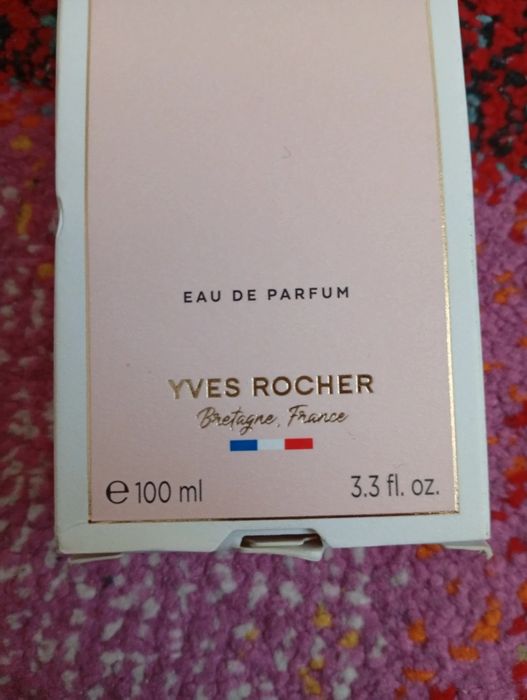 EAU DE PARFUM
YVES ROCHER
Bretagne, France
℮ 100 ml 3.3 fl. oz.